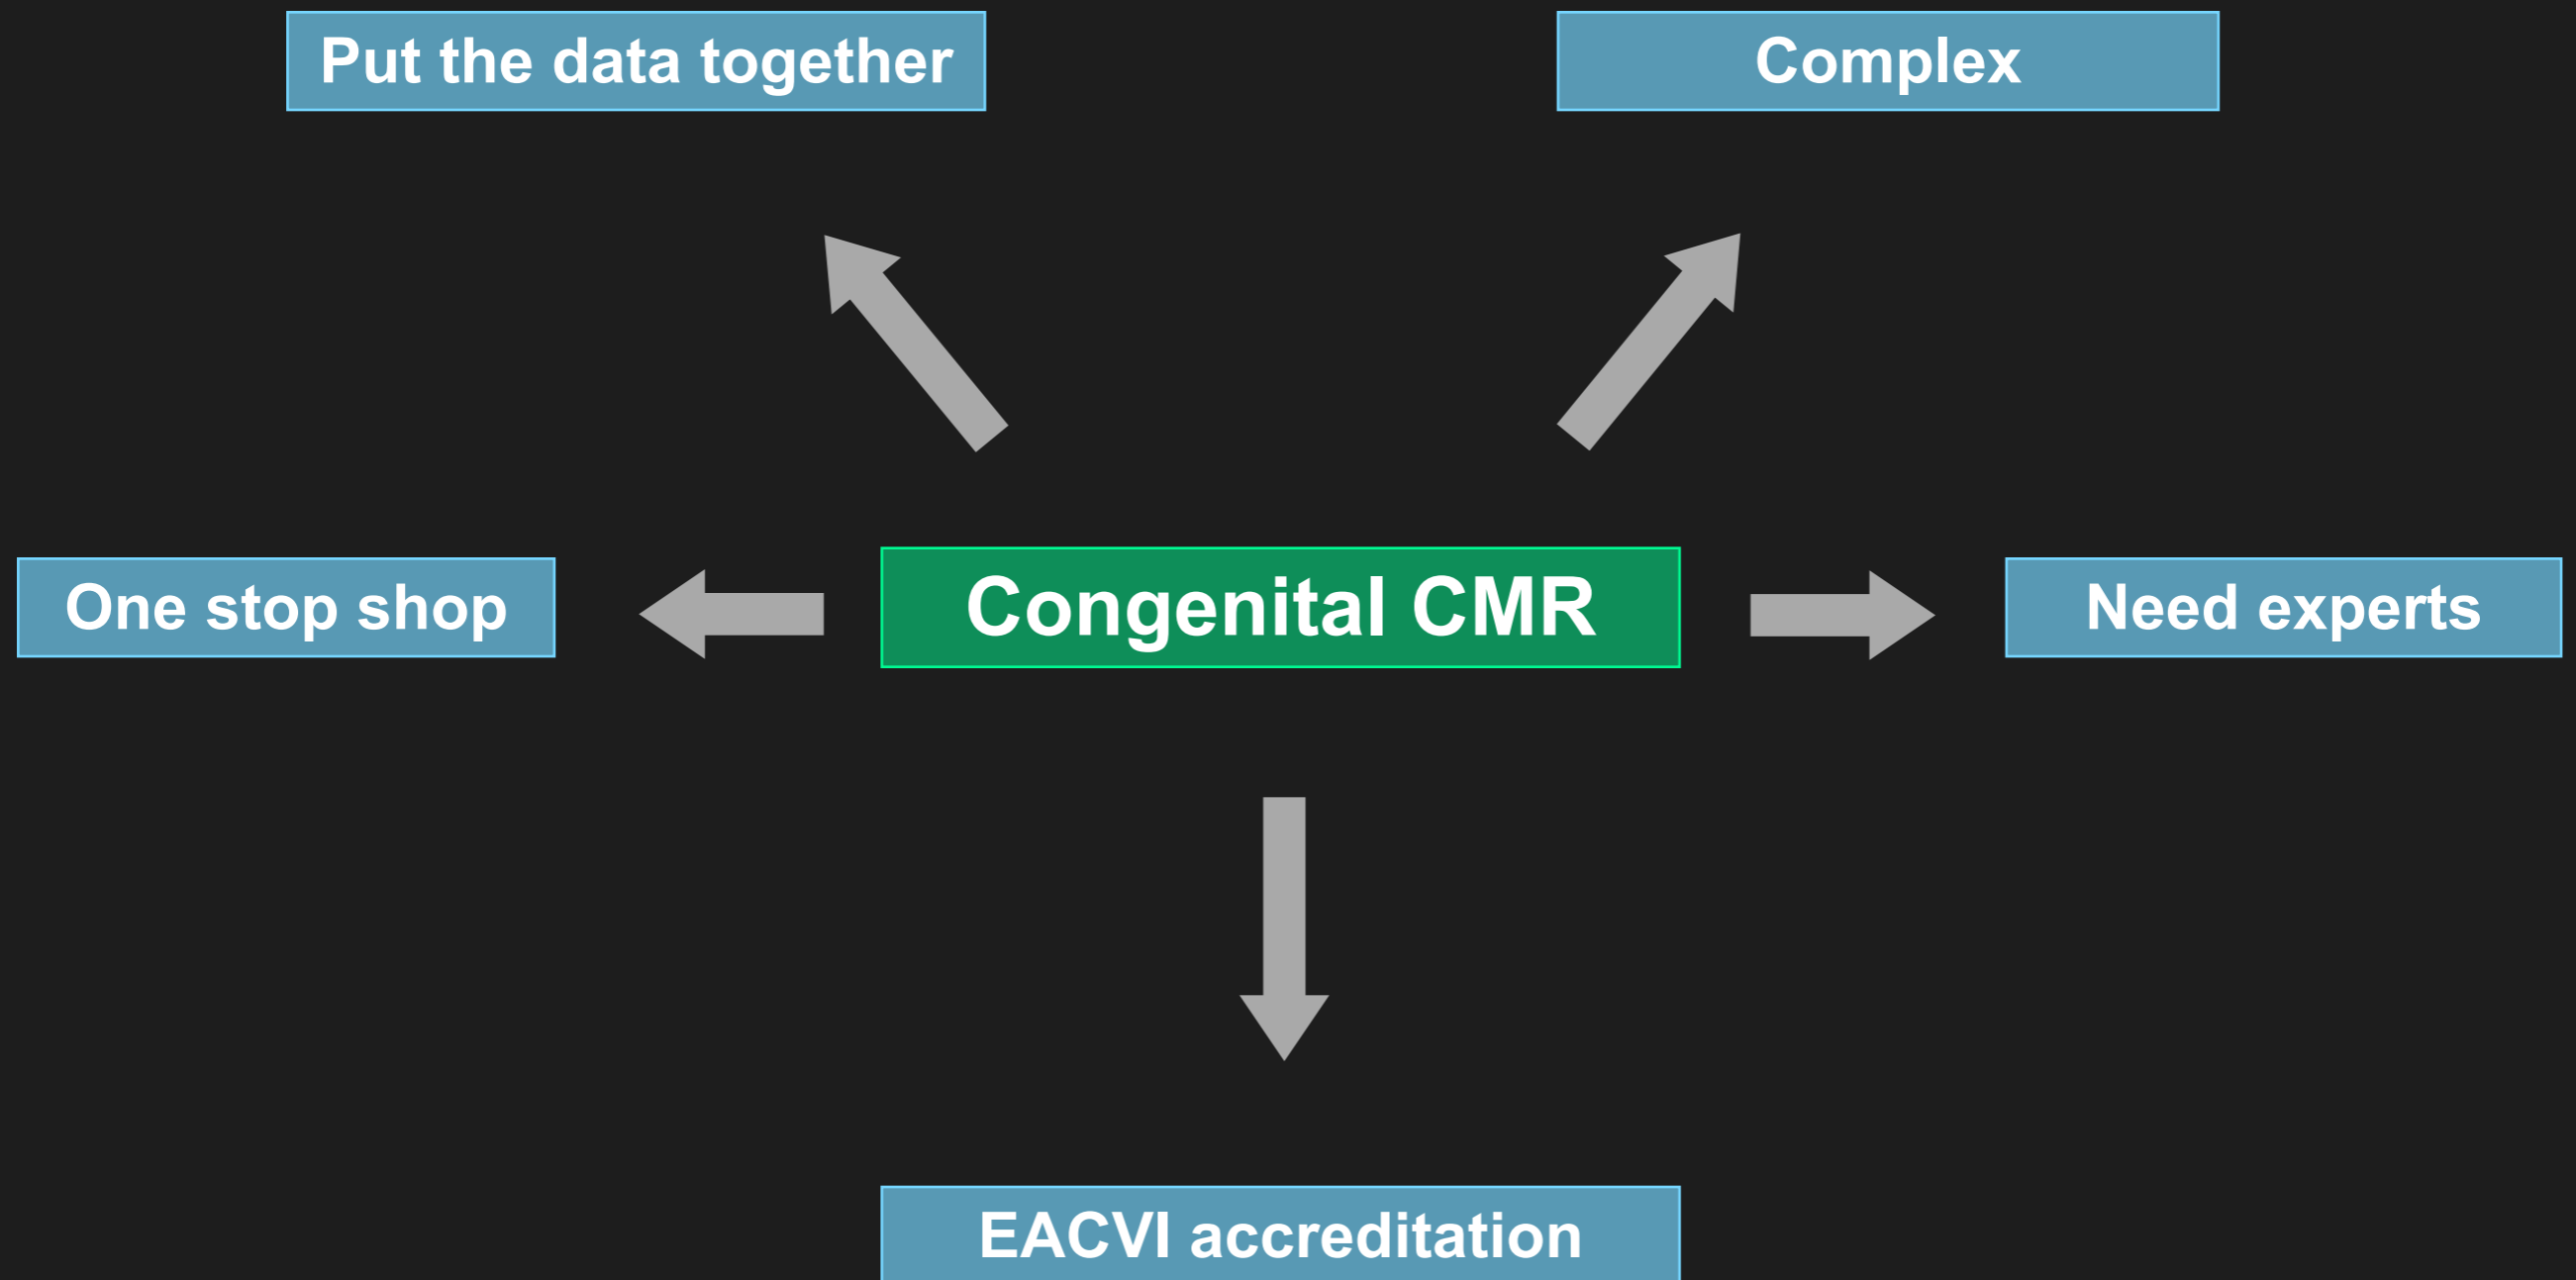 Put the data together
Complex
One stop shop
Congenital CMR
Need experts
EACVI accreditation